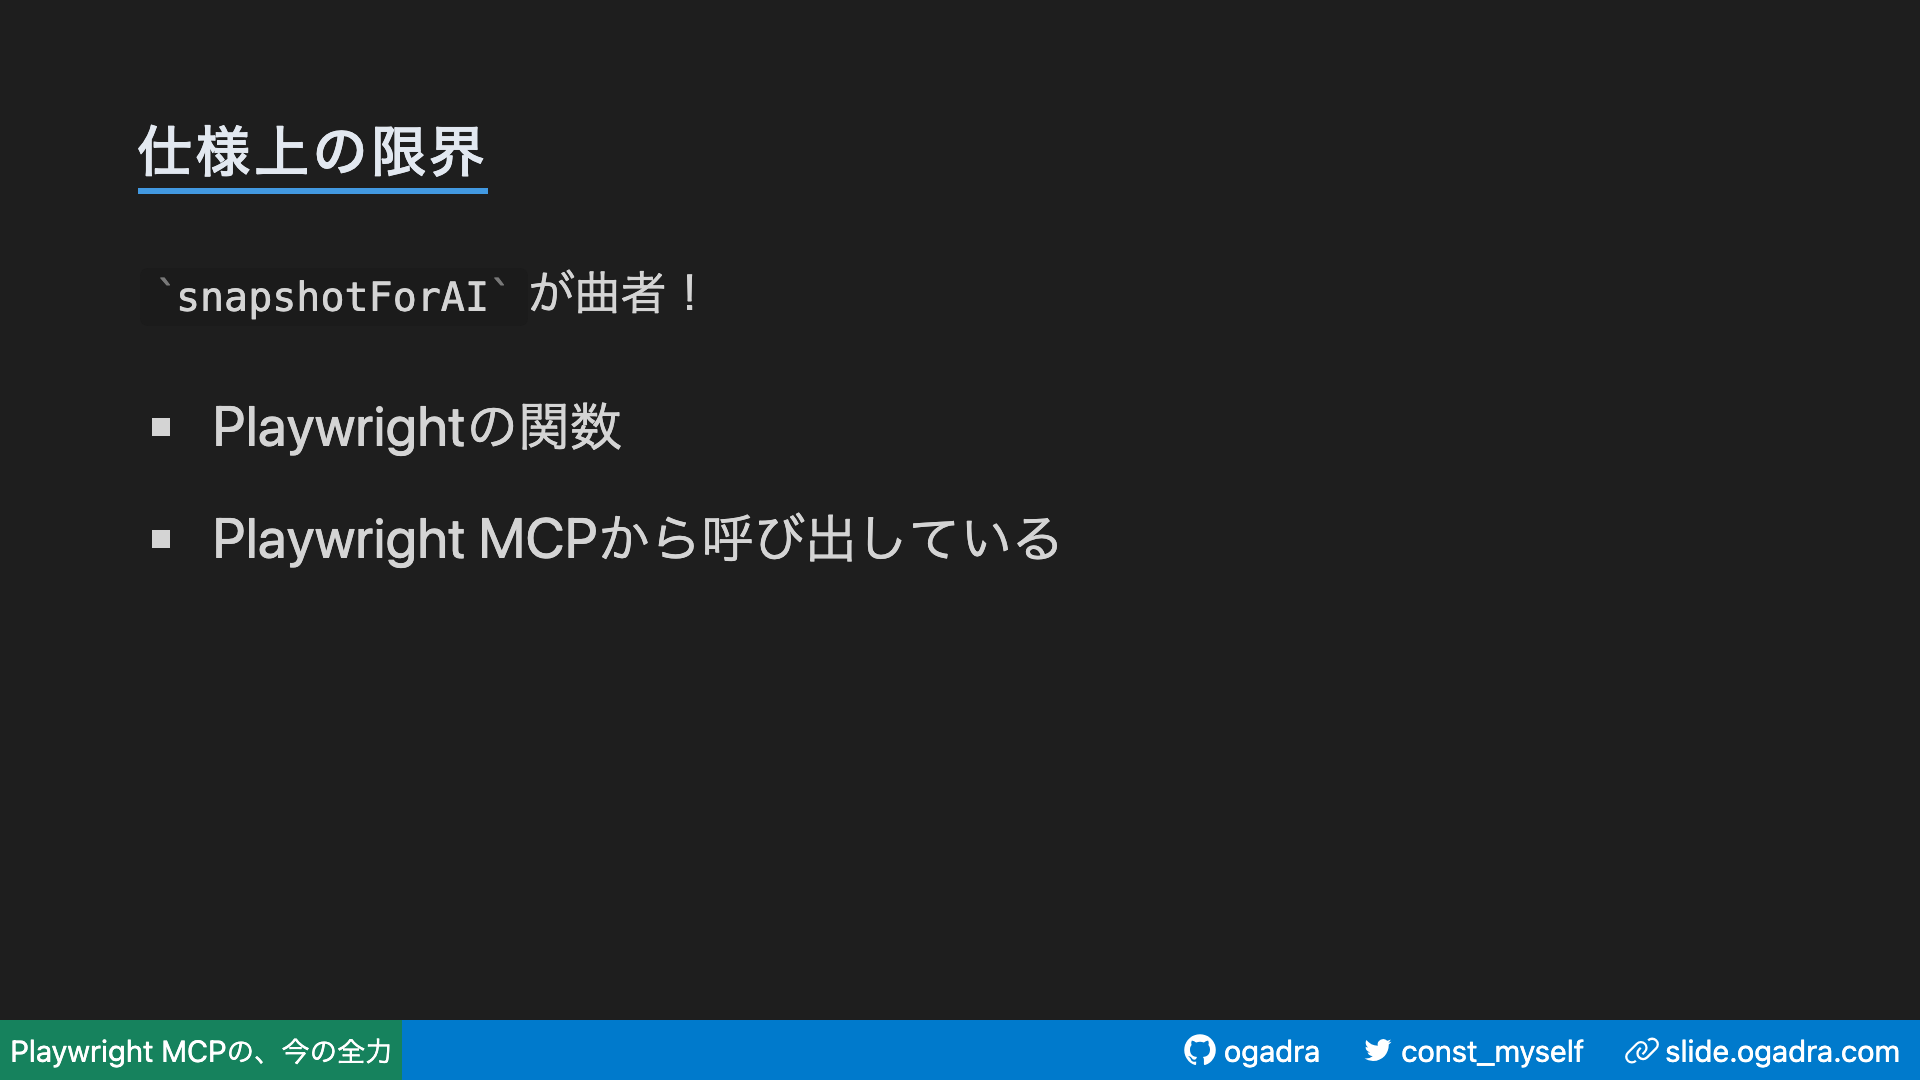 仕様上の限界
`snapshotForAI`が曲者！
Playwrightの関数
Playwright MCPから呼び出している
Playwright MCPの、今の全力
ogadra
const_myself
slide.ogadra.com